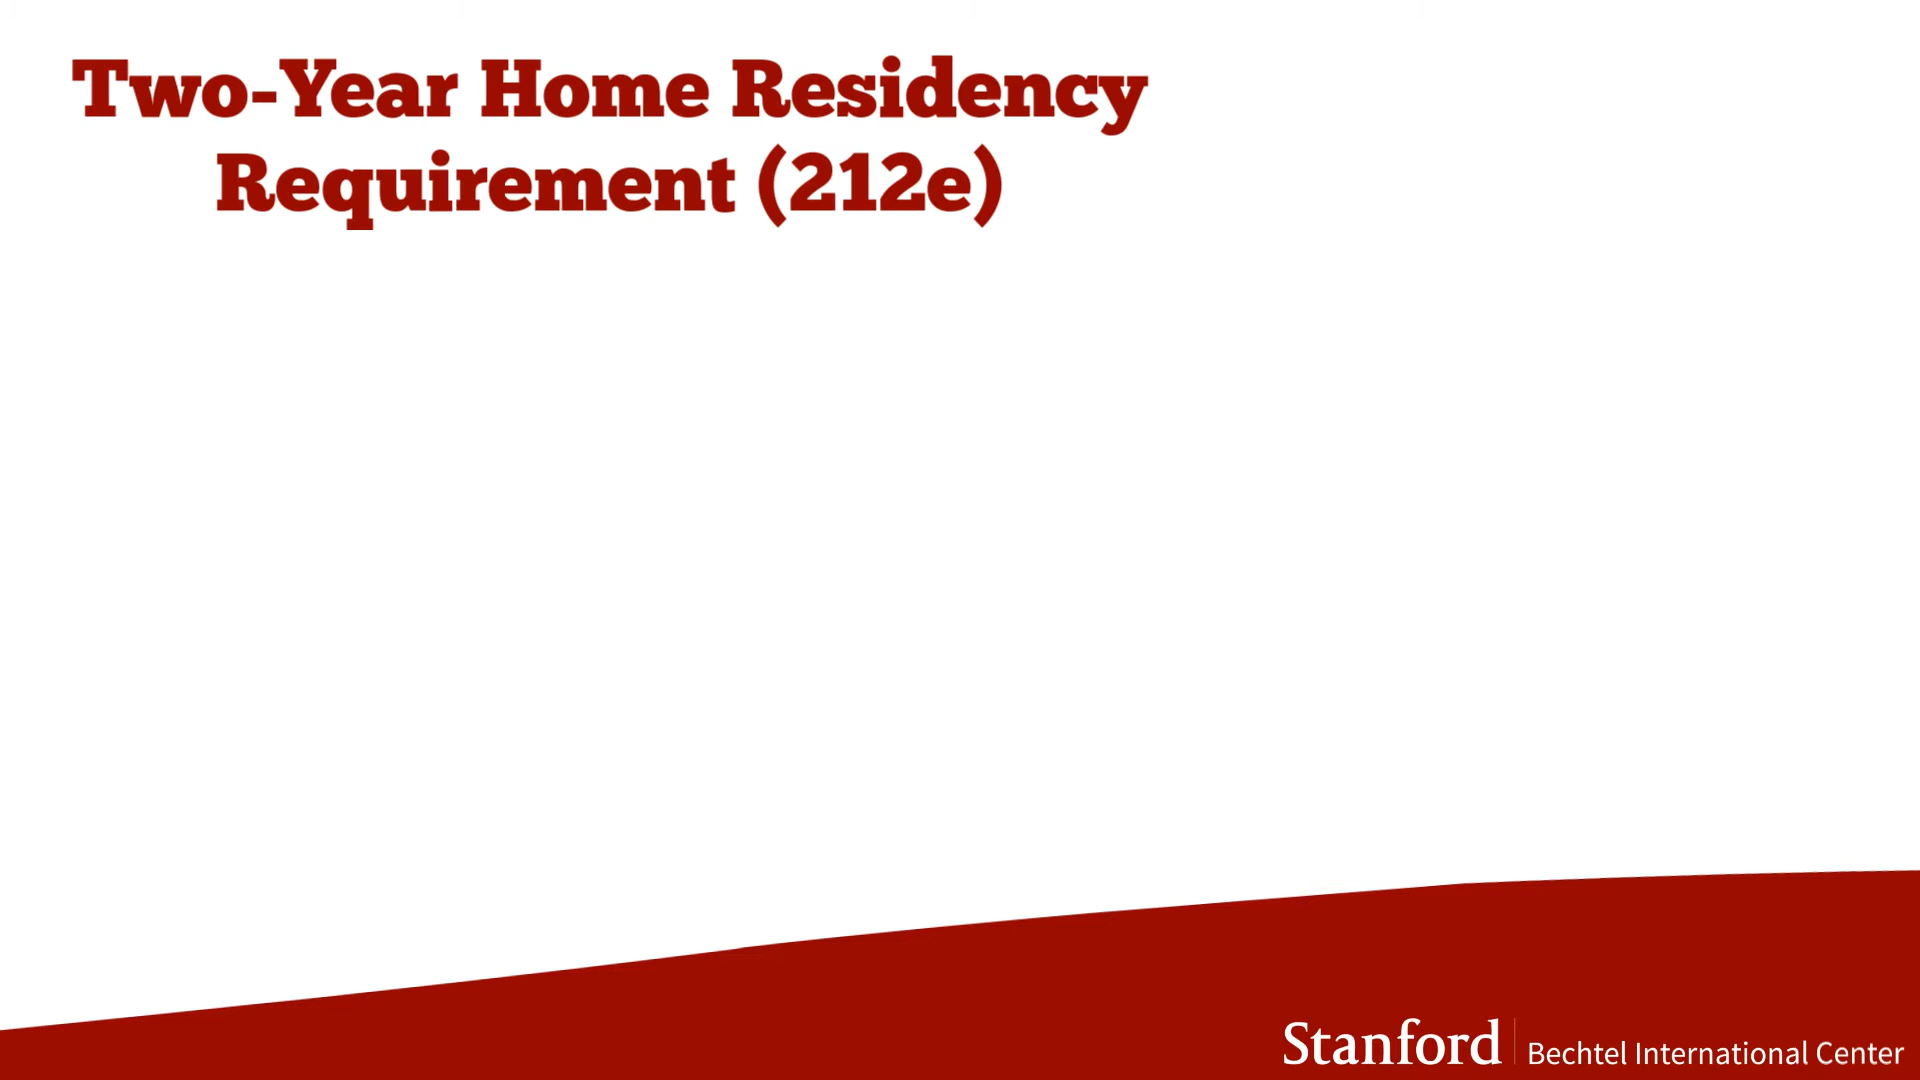 Two-Year Home Residency
Requirement (212e)
Stanford | Bechtel International Center